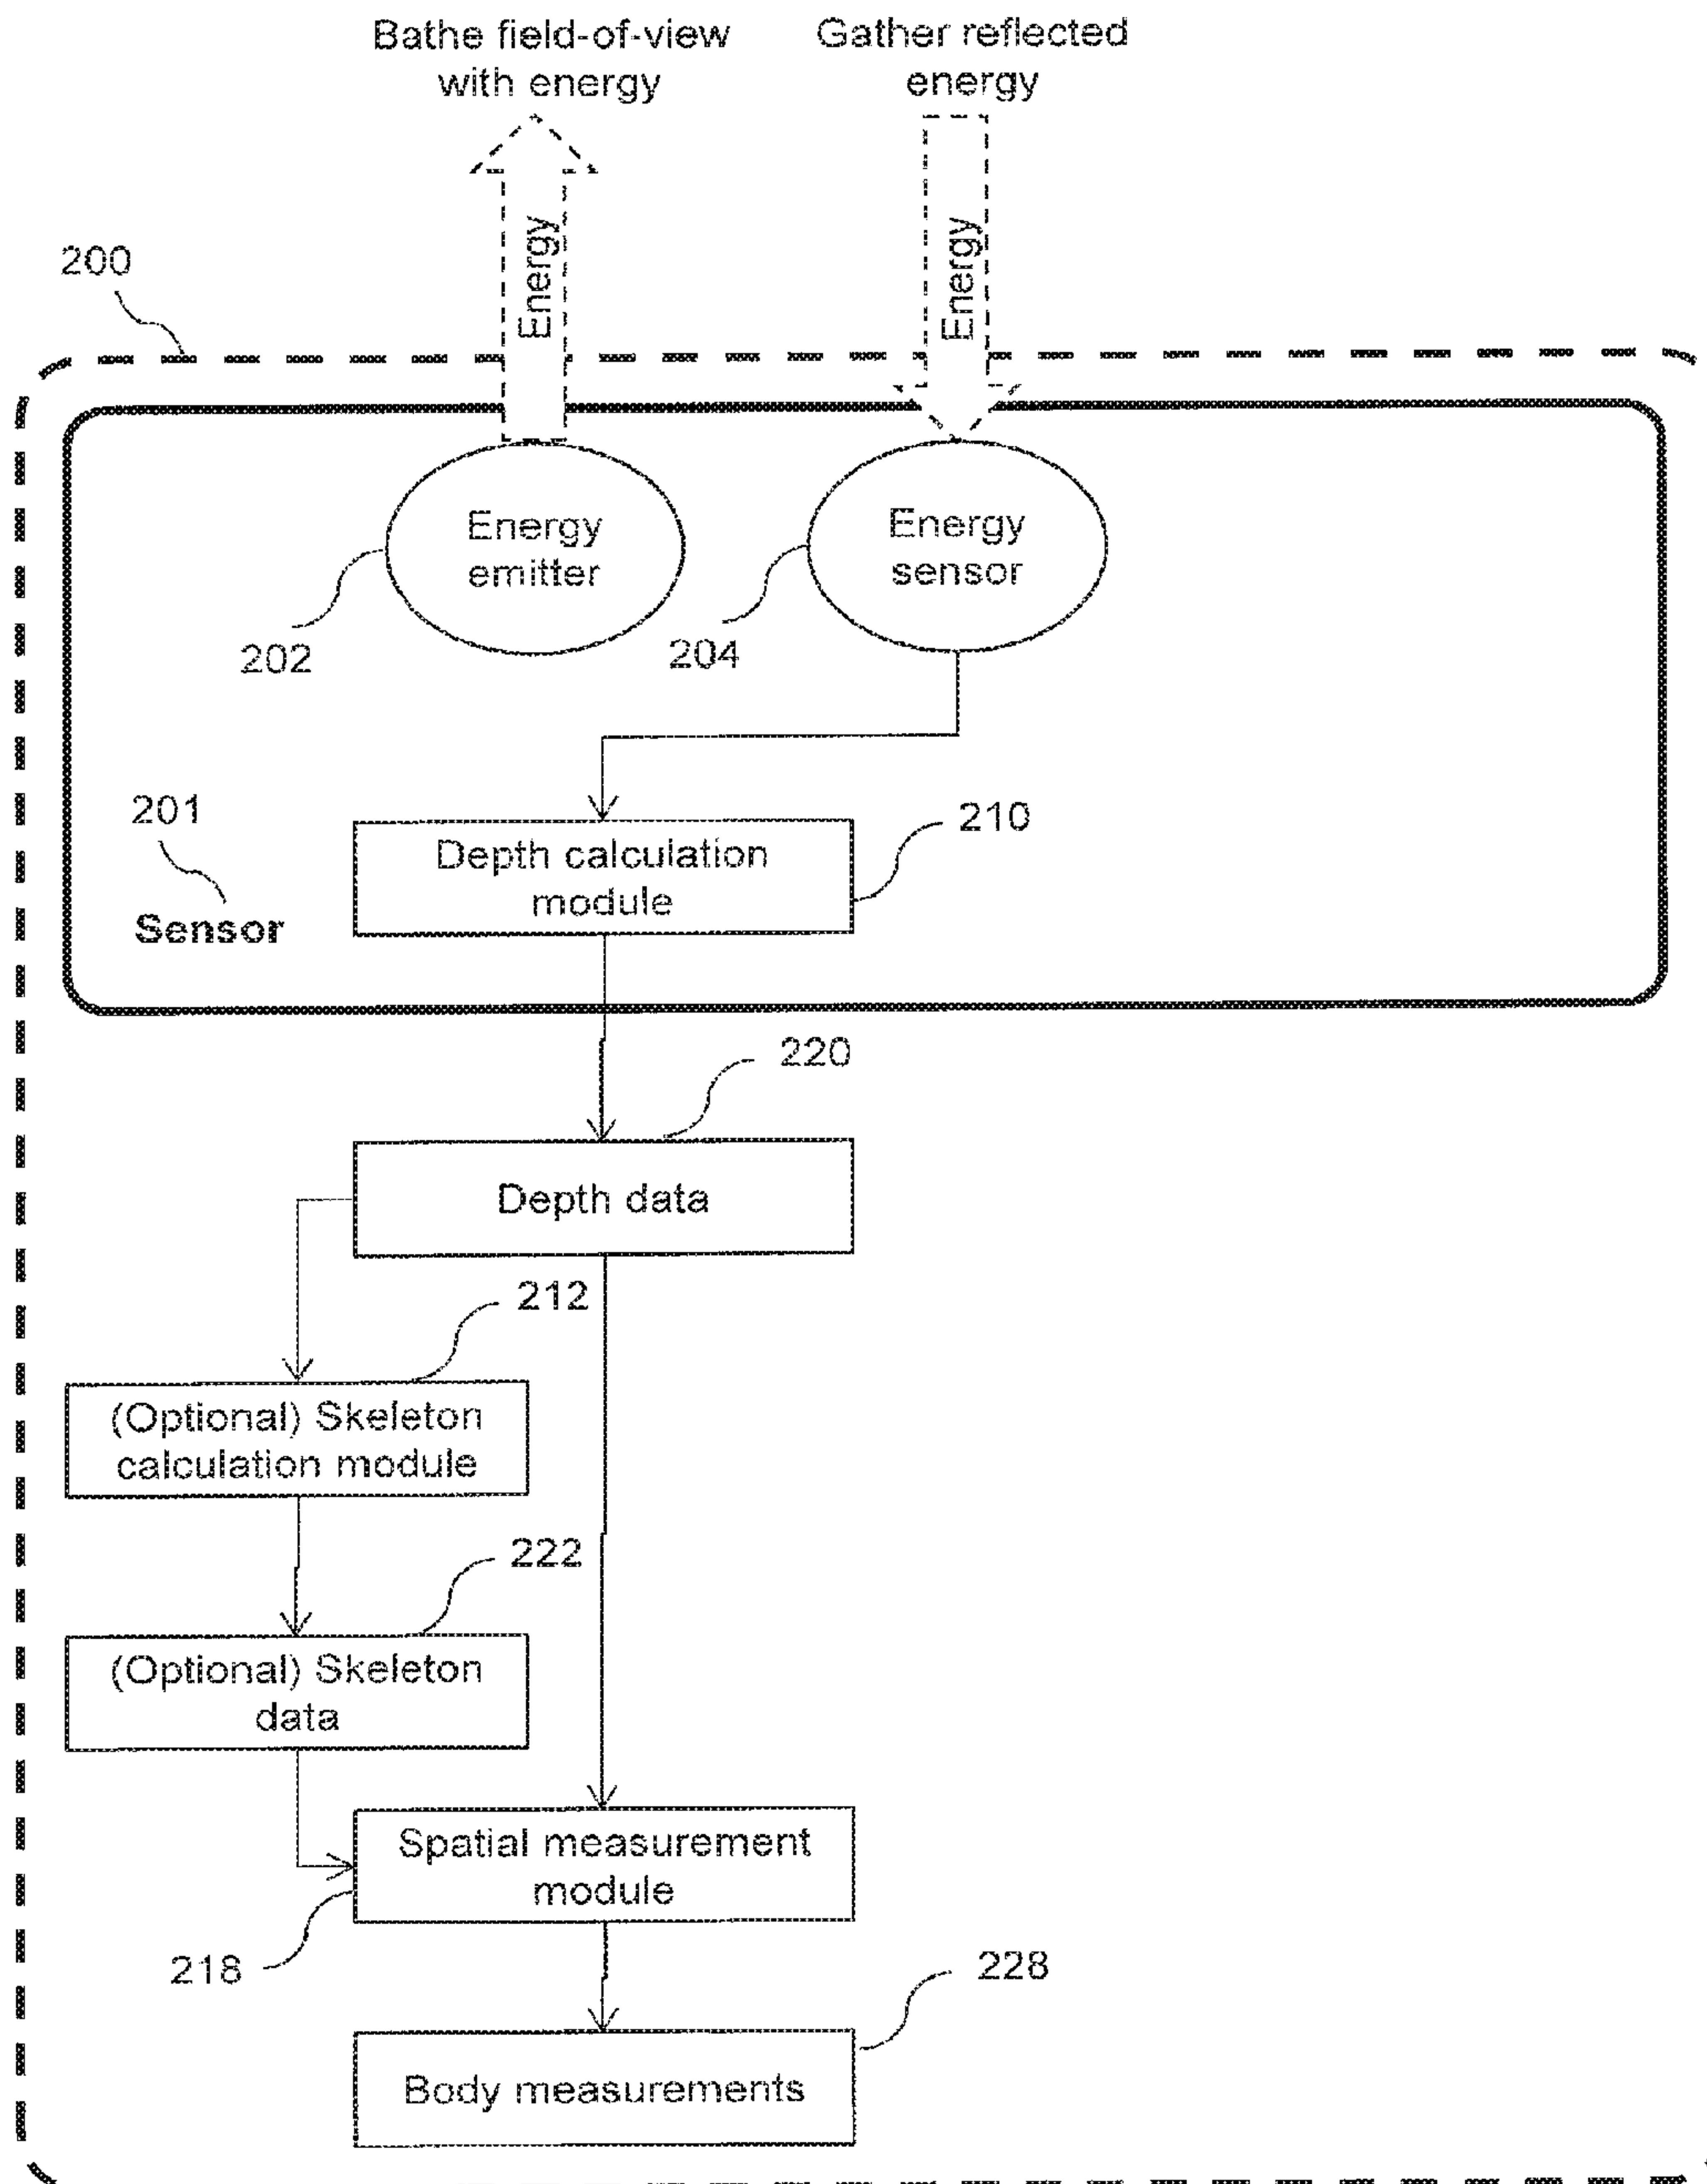 Bathe field-of-view
with energy
Gather reflected
energy
Energy
Energy
200
Energy
emitter
Energy
sensor
202
204
201
Sensor
Depth calculation
module
210
220
Depth data
212
(Optional) Skeleton
calculation module
222
(Optional) Skeleton
data
Spatial measurement
module
218
228
Body measurements